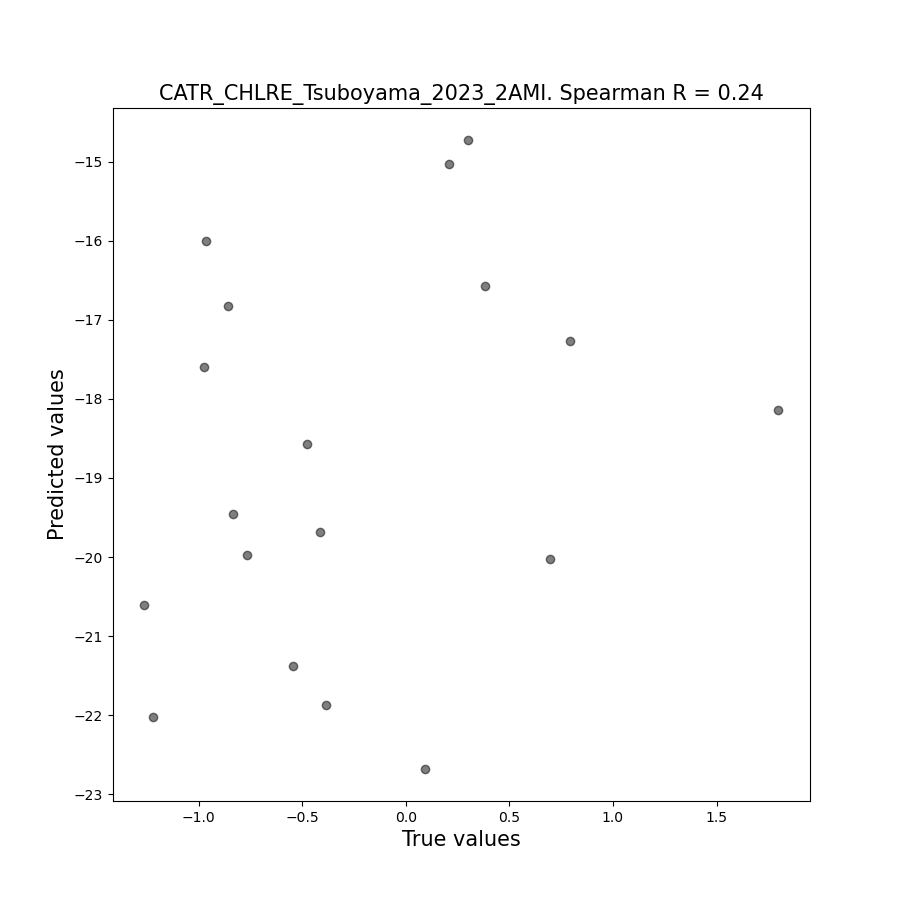 CATR_CHLRE_Tsuboyama_2023_2AMI. Spearman R = 0.24
−15
−16
−17
−18
−19
−20
−21
−22
−23
Predicted values
−1.0 −0.5 0.0 0.5 1.0 1.5
True values